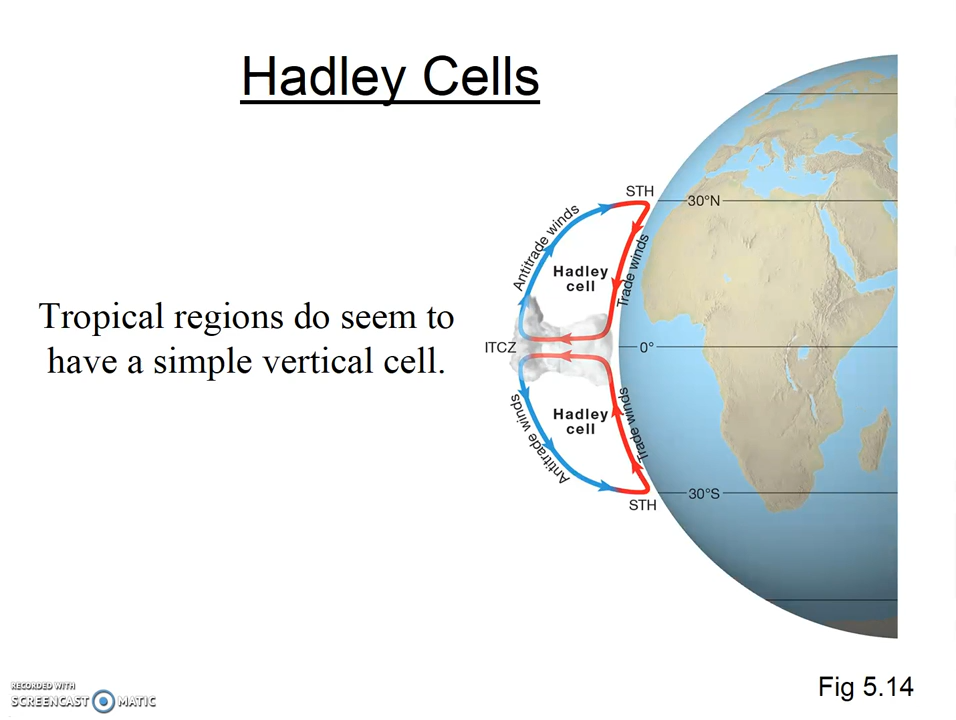 Hadley Cells
STH
30°N
Antitrade winds
Trade winds
Hadley
cell
Tropical regions do seem to
have a simple vertical cell.
ITCZ
0°
Hadley
cell
Antitrade winds
Trade winds
30°S
STH
Fig 5.14
RECORDED WITH
SCREENCAST MATIC